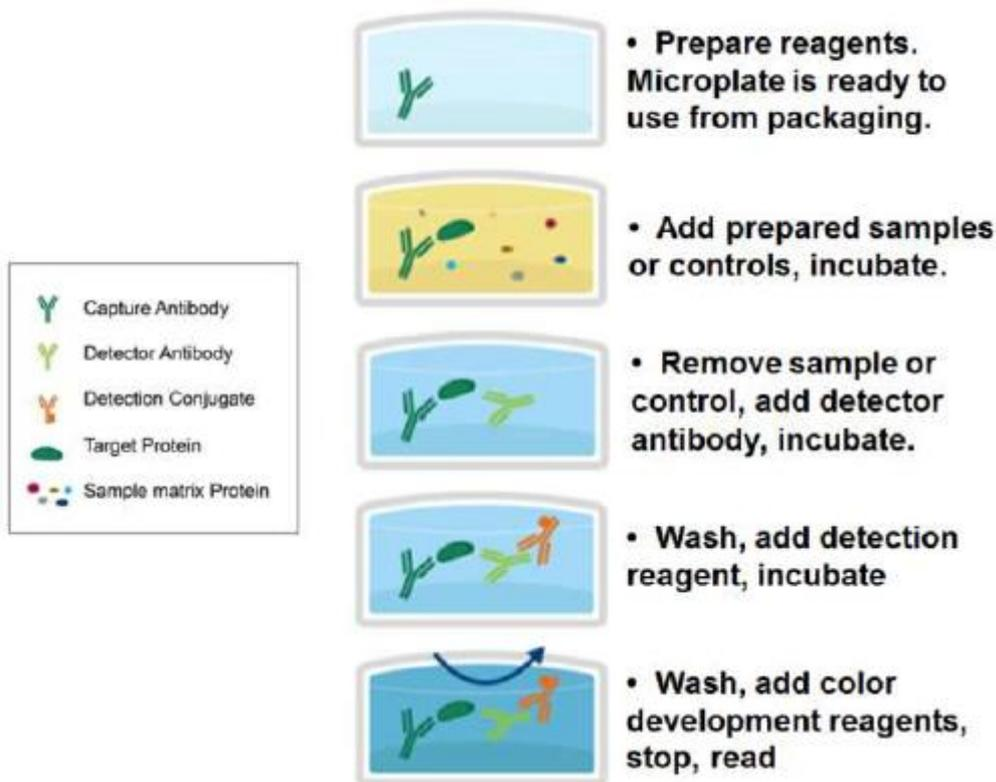 • Prepare reagents.
Microplate is ready to
use from packaging.
• Add prepared samples
or controls, incubate.
Capture Antibody
Detector Antibody
Detection Conjugate
Target Protein
Sample matrix Protein
• Remove sample or
control, add detector
antibody, incubate.
• Wash, add detection
reagent, incubate
• Wash, add color
development reagents,
stop, read